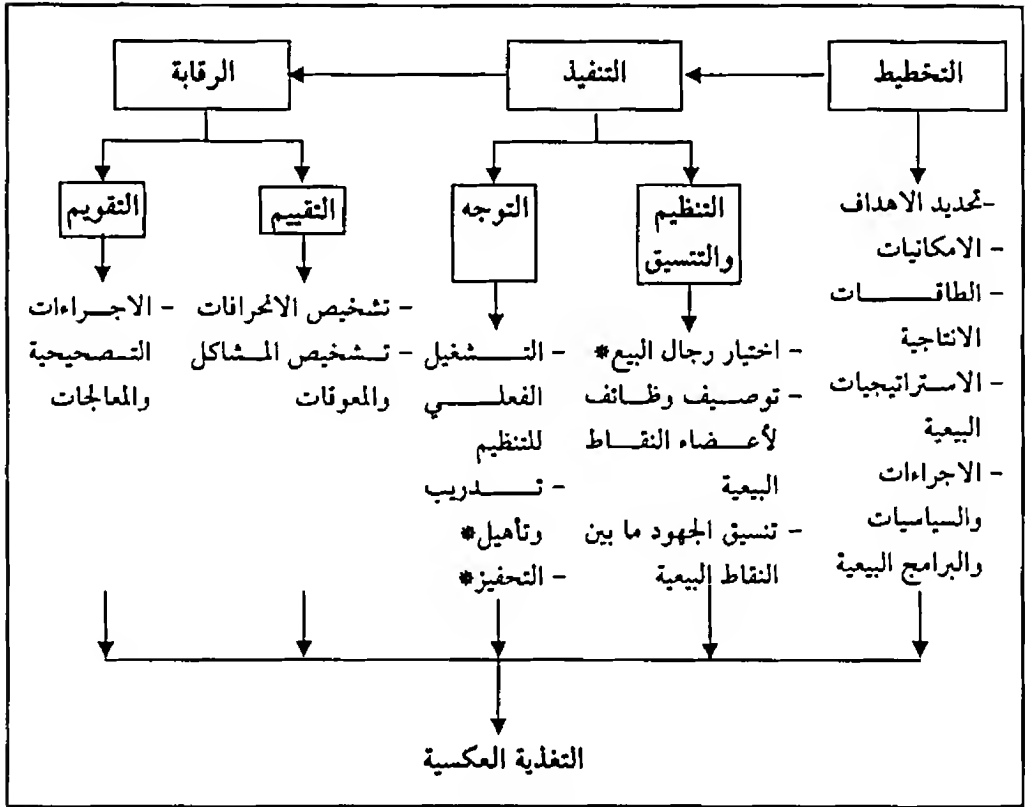 التخطيط
التنفيذ
الرقابة
-تحديد الاهداف
- الامكانيات
- الطاقات
الانتاجية
- الاستراتيجيات
البيعية
- الاجراءات
والسياسيات
والبرامج البيعية
التنظيم
والتنسيق
- اختيار رجال البيع*
- توصيف وظائف
لأعضاء النقاط
البيعية
- تنسيق الجهود ما بين
النقاط البيعية
التوجه
- التشغيل
الفعلي
للتنظيم
- تدريب
وتأهيل*
- التحفيز*
التقييم
- تشخيص الانحرافات
- تشخيص المشاكل
والمعوقات
التقويم
- الاجراءات
التصحيحية
والمعالجات
التغذية العكسية